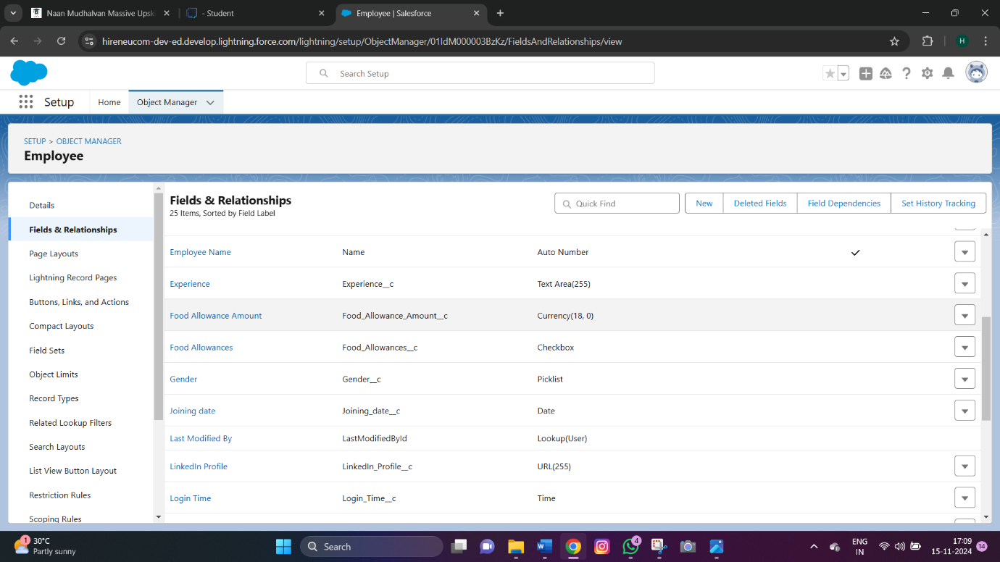 Naan Mudhalvan Massive Upsk
- Student
Employee | Salesforce
hireneucom-dev-ed.develop.lightning.force.com/lightning/setup/ObjectManager/01IdM000003BzKz/FieldsAndRelationships/view
H
Search Setup
Setup
Home
Object Manager
SETUP > OBJECT MANAGER
Employee
Details
Fields & Relationships
Page Layouts
Lightning Record Pages
Buttons, Links, and Actions
Compact Layouts
Field Sets
Object Limits
Record Types
Related Lookup Filters
Search Layouts
List View Button Layout
Restriction Rules
Scoping Rules
Fields & Relationships
25 Items, Sorted by Field Label
Quick Find
New
Deleted Fields
Field Dependencies
Set History Tracking
Employee Name Name Auto Number
Experience Experience__c Text Area(255)
Food Allowance Amount Food_Allowance_Amount__c Currency(18, 0)
Food Allowances Food_Allowances__c Checkbox
Gender Gender__c Picklist
Joining date Joining_date__c Date
Last Modified By LastModifiedById Lookup(User)
LinkedIn Profile LinkedIn_Profile__c URL(255)
Login Time Login_Time__c Time
1
30°C
Partly sunny
Search
W
4
ENG
IN
17:09
15-11-2024
14